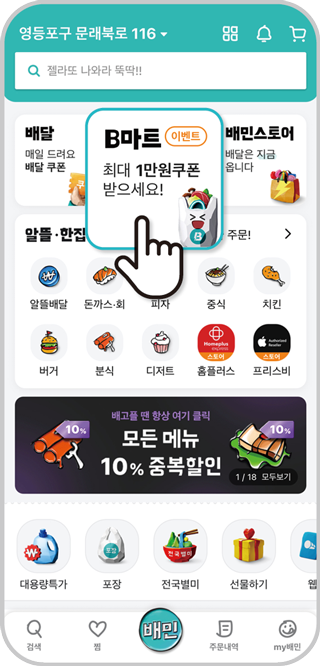 영등포구 문래북로 116
젤라또 나와라 뚝딱!!
배달
매일 드려요
배달 쿠폰
B마트 이벤트
최대 1만원쿠폰
받으세요!
배민스토어
배달은 지금
옵니다
알뜰·한집
주문!
알뜰배달 돈까스·회 피자 중식 치킨
Homeplus
express
스토어
Authorised
Reseller
스토어
버거 분식 디저트 홈플러스 프리스비
배고플 땐 항상 여기 클릭
모든 메뉴
10% 중복할인
10%
10%
1 / 18 모두보기
포장
전국별미
대용량특가 포장 전국별미 선물하기 웹
검색 찜 배민 주문내역 my배민